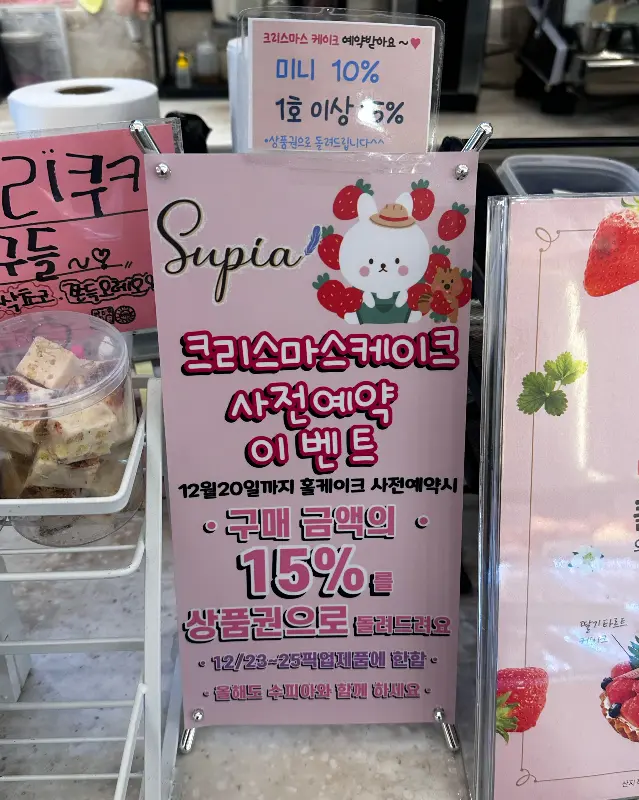 크리스마스 케이크 예약받아요~♥
미니 10%
1호 이상 15%
*상품권으로 돌려드립니다^^
Supia
크리스마스케이크
사전예약
이벤트
12월20일까지 홀케이크 사전예약시
• 구매 금액의 •
15%를
상품권으로 돌려드려요
• 12/23~25픽업제품에 한함 •
• 올해도 수피아와 함께 하세요 •
딸기타르트